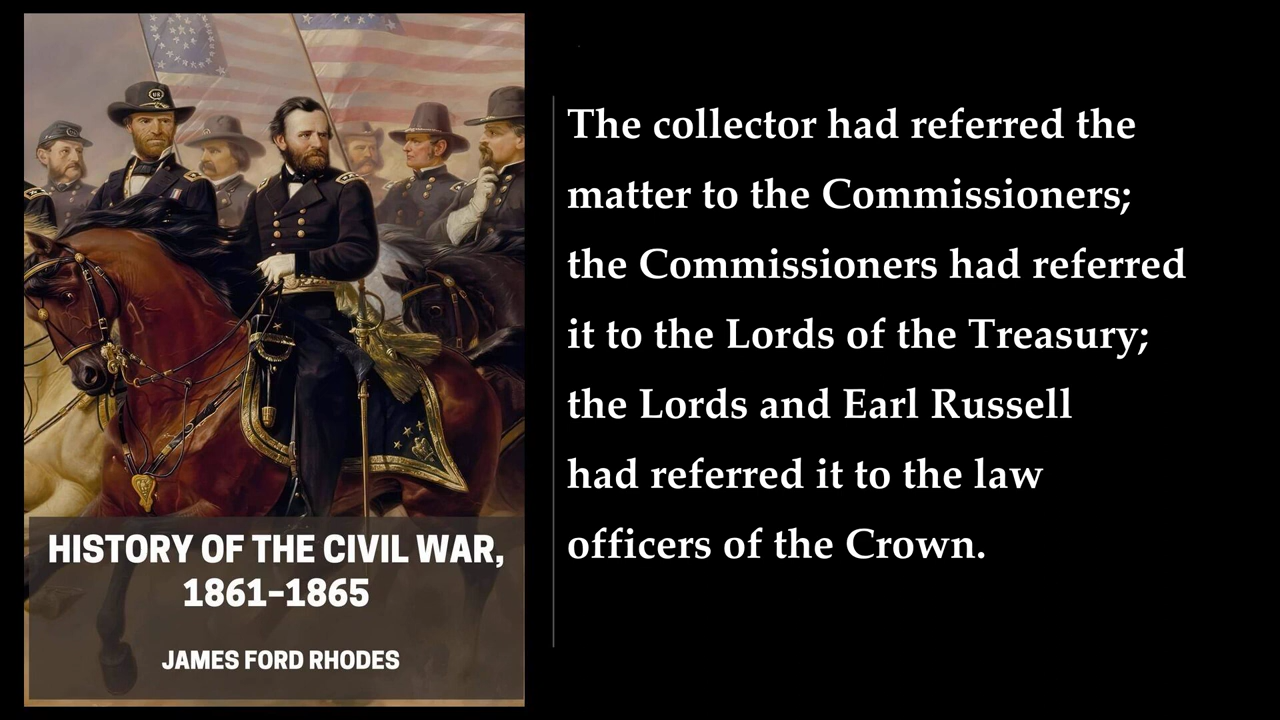 HISTORY OF THE CIVIL WAR,
1861–1865
JAMES FORD RHODES
The collector had referred the
matter to the Commissioners;
the Commissioners had referred
it to the Lords of the Treasury;
the Lords and Earl Russell
had referred it to the law
officers of the Crown.